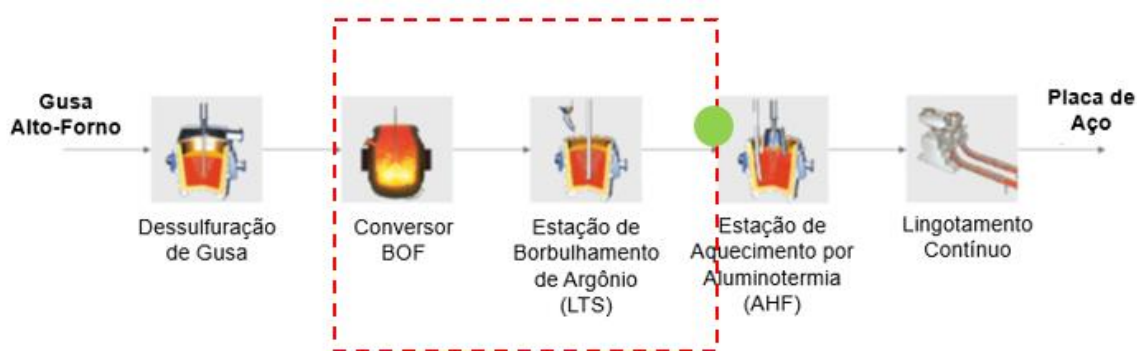 Gusa
Alto-Forno
Placa de
Aço
Dessulfuração
de Gusa
Conversor
BOF
Estação de
Borbulhamento
de Argônio
(LTS)
Estação de
Aquecimento por
Aluminotermia
(AHF)
Lingotamento
Contínuo